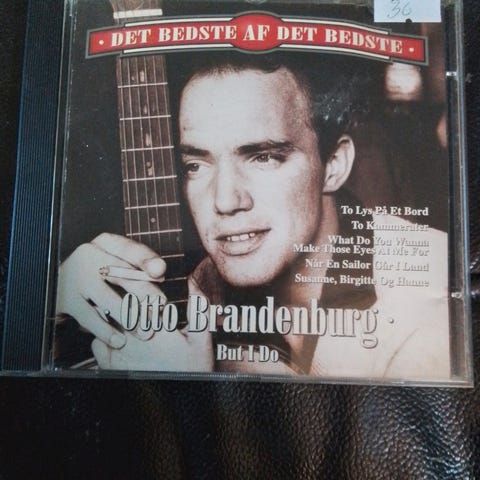 30
· DET BEDSTE AF DET BEDSTE ·
To Lys På Et Bord
To Kammerater
What Do You Wanna
Make Those Eyes At Me For
Når En Sailor Går I Land
Susanne, Birgitte Og Hanne
· Otto Brandenburg ·
But I Do